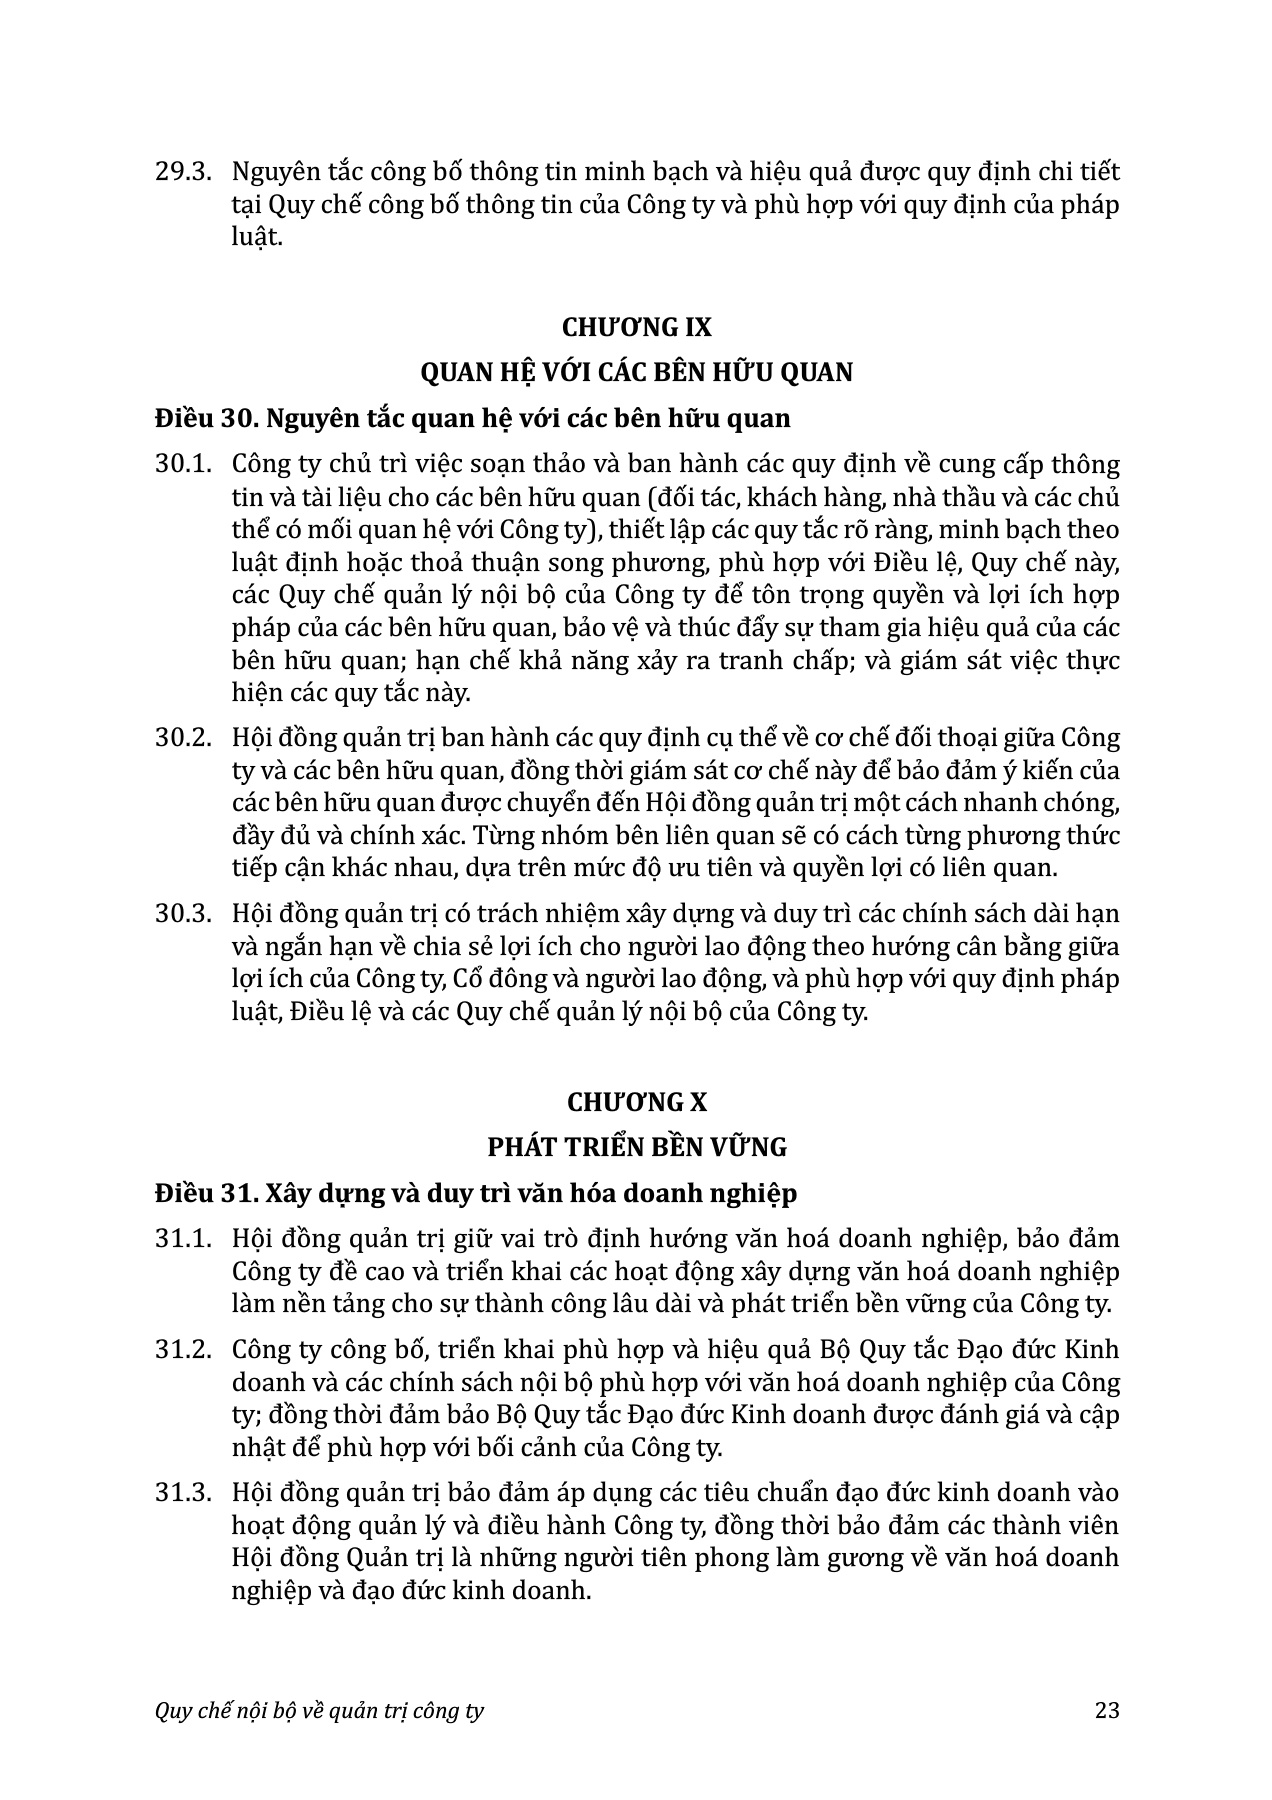 29.3. Nguyên tắc công bố thông tin minh bạch và hiệu quả được quy định chi tiết
tại Quy chế công bố thông tin của Công ty và phù hợp với quy định của pháp
luật.
CHƯƠNG IX
QUAN HỆ VỚI CÁC BÊN HỮU QUAN
Điều 30. Nguyên tắc quan hệ với các bên hữu quan
30.1. Công ty chủ trì việc soạn thảo và ban hành các quy định về cung cấp thông
tin và tài liệu cho các bên hữu quan (đối tác, khách hàng, nhà thầu và các chủ
thể có mối quan hệ với Công ty), thiết lập các quy tắc rõ ràng, minh bạch theo
luật định hoặc thoả thuận song phương, phù hợp với Điều lệ, Quy chế này,
các Quy chế quản lý nội bộ của Công ty để tôn trọng quyền và lợi ích hợp
pháp của các bên hữu quan, bảo vệ và thúc đẩy sự tham gia hiệu quả của các
bên hữu quan; hạn chế khả năng xảy ra tranh chấp; và giám sát việc thực
hiện các quy tắc này.
30.2. Hội đồng quản trị ban hành các quy định cụ thể về cơ chế đối thoại giữa Công
ty và các bên hữu quan, đồng thời giám sát cơ chế này để bảo đảm ý kiến của
các bên hữu quan được chuyển đến Hội đồng quản trị một cách nhanh chóng,
đầy đủ và chính xác. Từng nhóm bên liên quan sẽ có cách từng phương thức
tiếp cận khác nhau, dựa trên mức độ ưu tiên và quyền lợi có liên quan.
30.3. Hội đồng quản trị có trách nhiệm xây dựng và duy trì các chính sách dài hạn
và ngắn hạn về chia sẻ lợi ích cho người lao động theo hướng cân bằng giữa
lợi ích của Công ty, Cổ đông và người lao động, và phù hợp với quy định pháp
luật, Điều lệ và các Quy chế quản lý nội bộ của Công ty.
CHƯƠNG X
PHÁT TRIỂN BỀN VỮNG
Điều 31. Xây dựng và duy trì văn hóa doanh nghiệp
31.1. Hội đồng quản trị giữ vai trò định hướng văn hoá doanh nghiệp, bảo đảm
Công ty đề cao và triển khai các hoạt động xây dựng văn hoá doanh nghiệp
làm nền tảng cho sự thành công lâu dài và phát triển bền vững của Công ty.
31.2. Công ty công bố, triển khai phù hợp và hiệu quả Bộ Quy tắc Đạo đức Kinh
doanh và các chính sách nội bộ phù hợp với văn hoá doanh nghiệp của Công
ty; đồng thời đảm bảo Bộ Quy tắc Đạo đức Kinh doanh được đánh giá và cập
nhật để phù hợp với bối cảnh của Công ty.
31.3. Hội đồng quản trị bảo đảm áp dụng các tiêu chuẩn đạo đức kinh doanh vào
hoạt động quản lý và điều hành Công ty, đồng thời bảo đảm các thành viên
Hội đồng Quản trị là những người tiên phong làm gương về văn hoá doanh
nghiệp và đạo đức kinh doanh.
Quy chế nội bộ về quản trị công ty 23